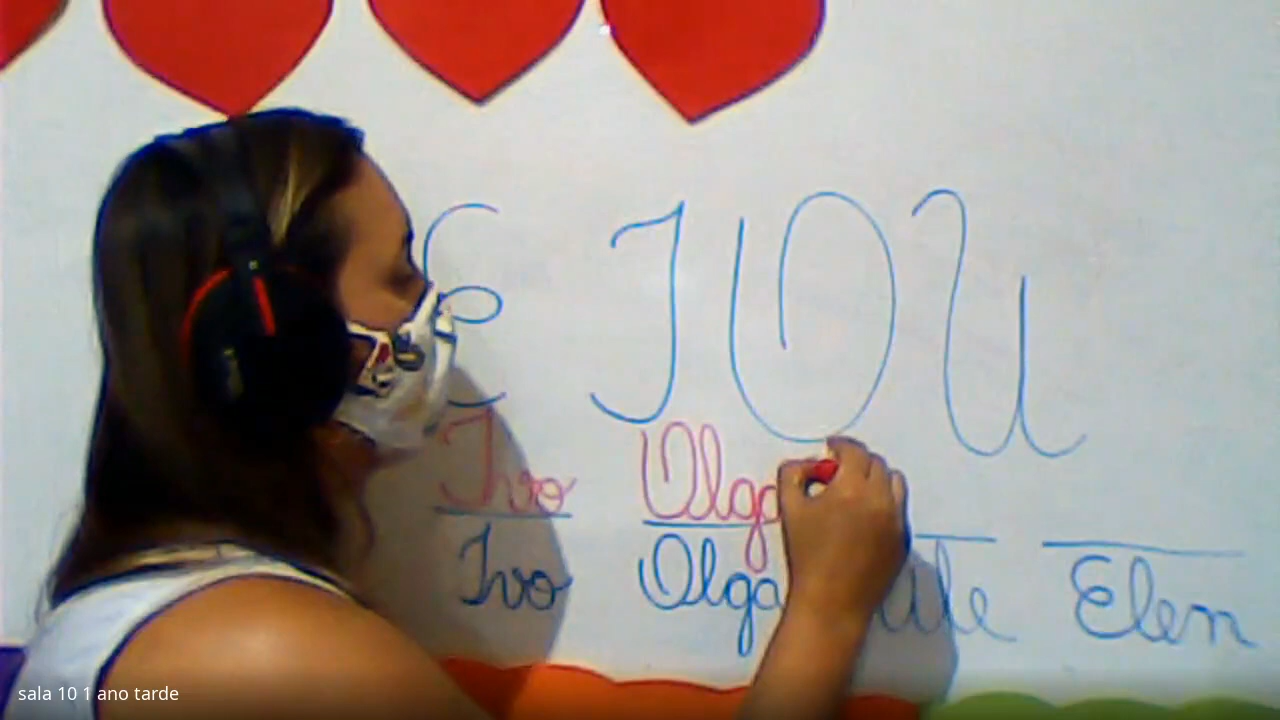 E I O U
Ivo Olga
Ivo Olga Elen
sala 10 1 ano tarde